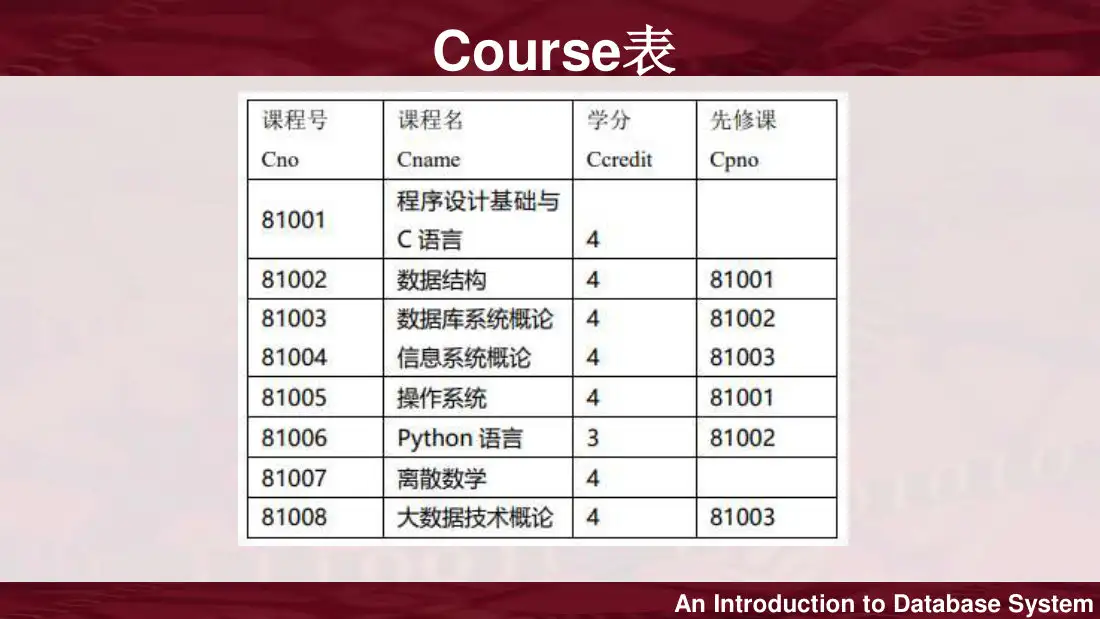 Course表
课程号 课程名 学分 先修课
Cno Cname Ccredit Cpno
81001 程序设计基础与
C 语言 4
81002 数据结构 4 81001
81003 数据库系统概论 4 81002
81004 信息系统概论 4 81003
81005 操作系统 4 81001
81006 Python 语言 3 81002
81007 离散数学 4
81008 大数据技术概论 4 81003
An Introduction to Database System